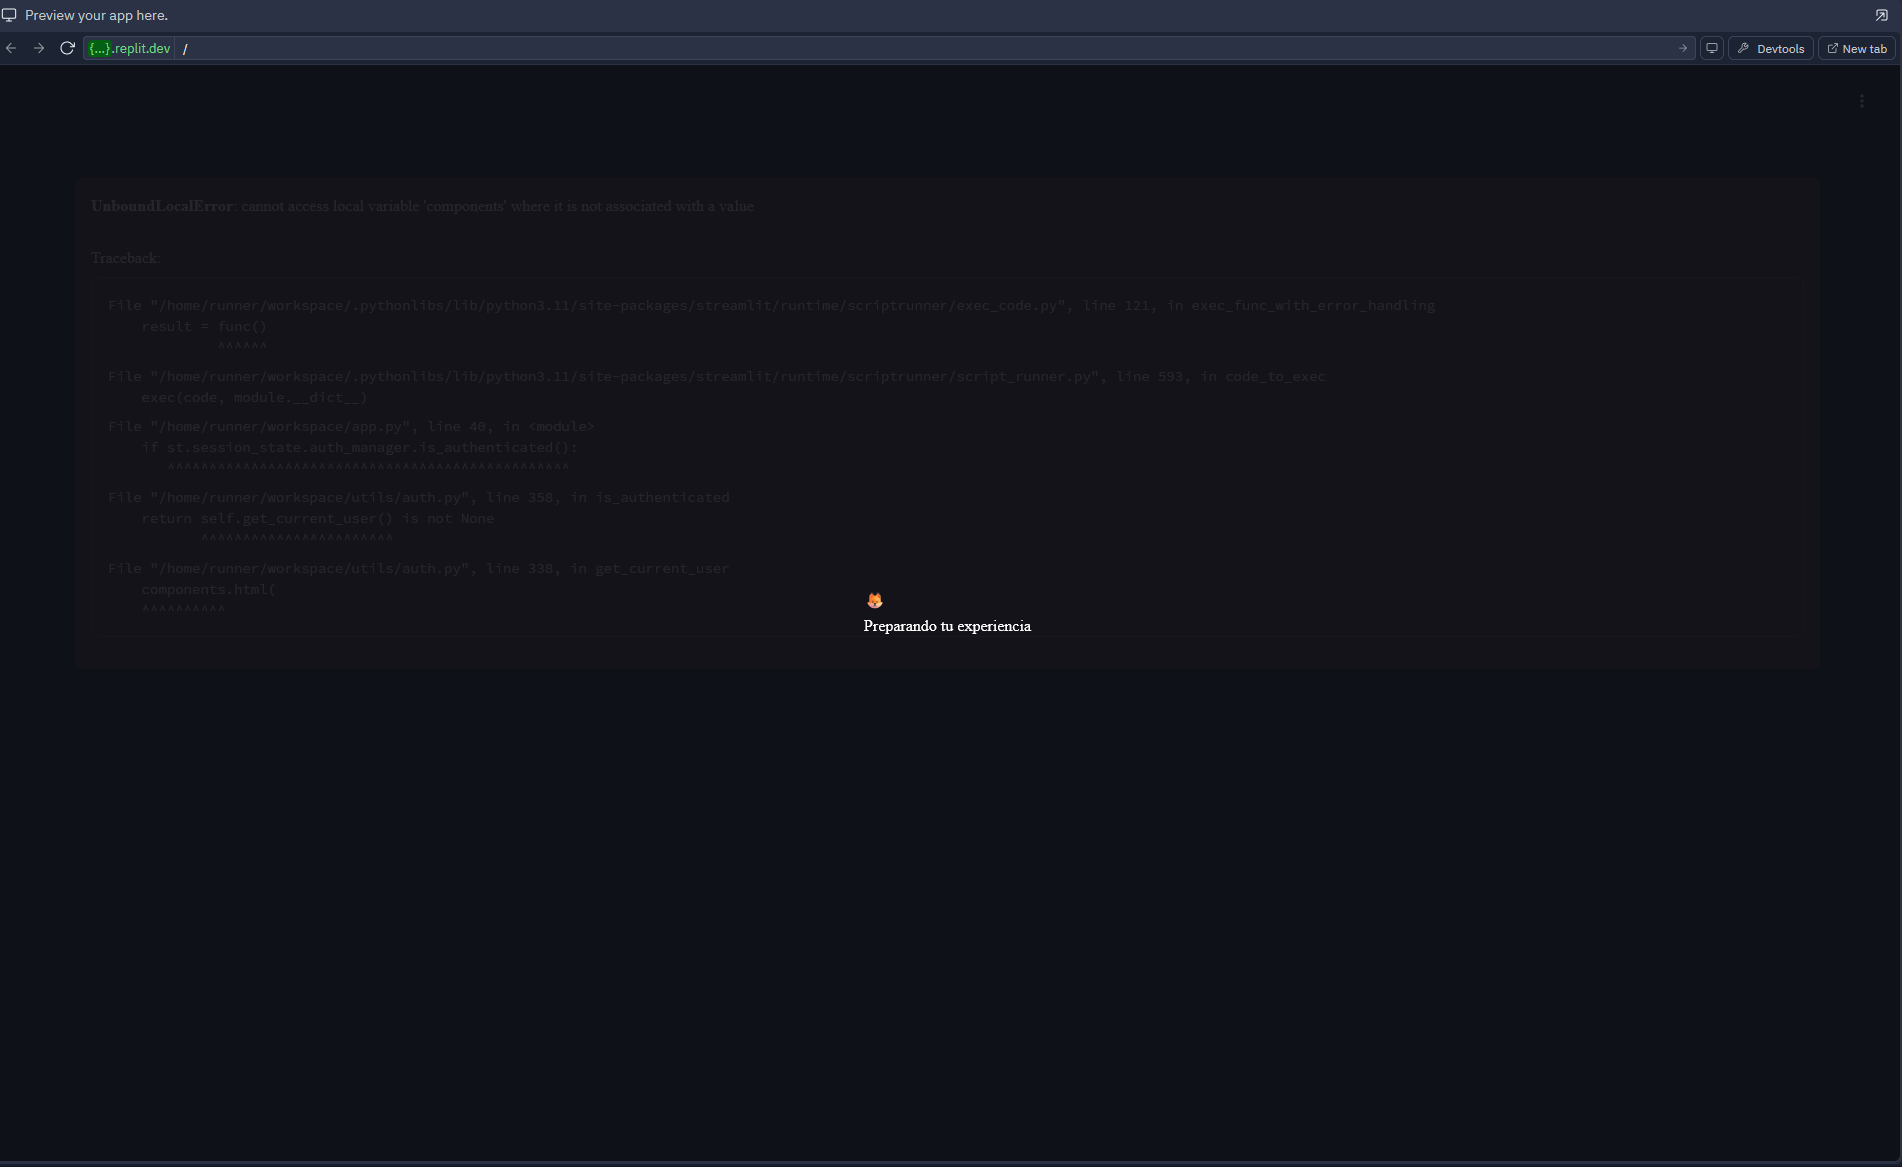 Preview your app here.
{...}.replit.dev /
Devtools
New tab
UnboundLocalError: cannot access local variable 'components' where it is not associated with a value
Traceback:
File "/home/runner/workspace/.pythonlibs/lib/python3.11/site-packages/streamlit/runtime/scriptrunner/exec_code.py", line 121, in exec_func_with_error_handling
result = func()
^^^^^^
File "/home/runner/workspace/.pythonlibs/lib/python3.11/site-packages/streamlit/runtime/scriptrunner/script_runner.py", line 593, in code_to_exec
exec(code, module.__dict__)
File "/home/runner/workspace/app.py", line 40, in <module>
if st.session_state.auth_manager.is_authenticated():
^^^^^^^^^^^^^^^^^^^^^^^^^^^^^^^^^^^^^^^^^^^^^^^^
File "/home/runner/workspace/utils/auth.py", line 358, in is_authenticated
return self.get_current_user() is not None
^^^^^^^^^^^^^^^^^^^^^^^
File "/home/runner/workspace/utils/auth.py", line 338, in get_current_user
components.html(
^^^^^^^^^^
Preparando tu experiencia